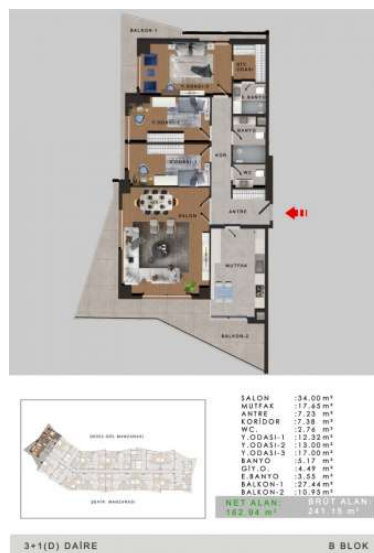 BALKON-1
GİY. ODASI
Y.ODASI-3
E.BANYO
Y.ODASI-2
BANYO
KOR.
Y.ODASI-1
WC
SALON
ANTRE
MUTFAK
BALKON-2
SALON :34.00 m²
MUTFAK :17.65 m²
ANTRE :7.23 m²
KORİDOR :7.38 m²
WC. :2.76 m²
Y.ODASI-1 :12.32 m²
Y.ODASI-2 :13.00 m²
Y.ODASI-3 :17.00 m²
BANYO :5.17 m²
GİY.O. :4.49 m²
E.BANYO :3.55 m²
BALKON-1 :27.44 m²
BALKON-2 :10.95 m²
NET ALAN: 162.94 m²
BRÜT ALAN: 241.15 m²
MANZARASI
ŞEHİR MANZARASI
3+1(D) DAİRE
B BLOK